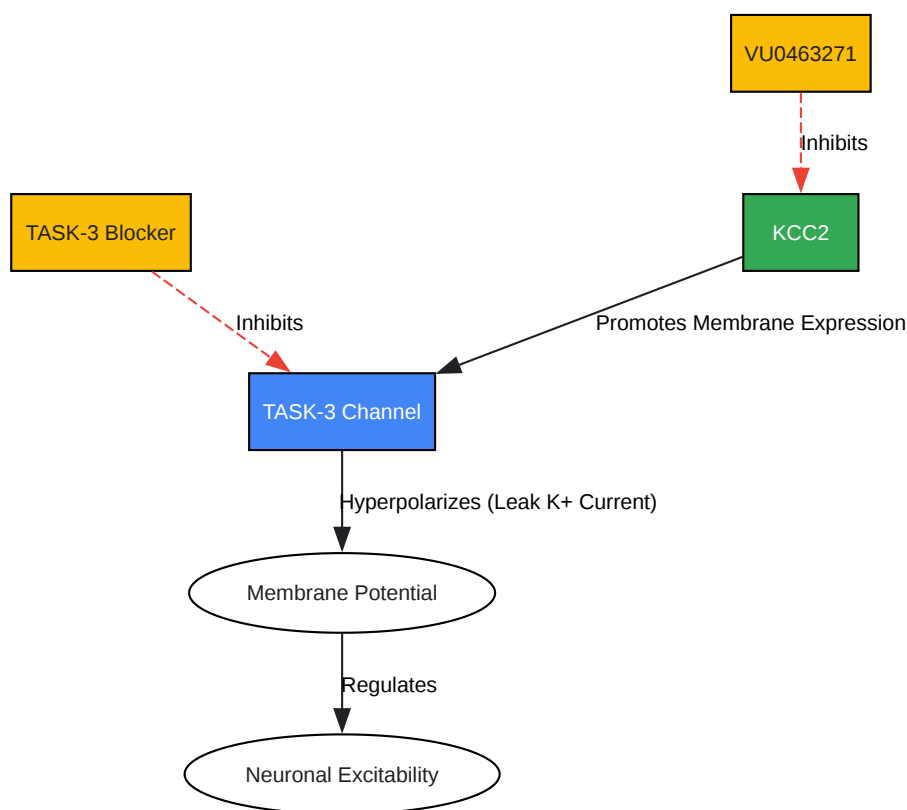 VU0463271
Inhibits
TASK-3 Blocker
KCC2
Inhibits
Promotes Membrane Expression
TASK-3 Channel
Hyperpolarizes (Leak K+ Current)
Membrane Potential
Regulates
Neuronal Excitability